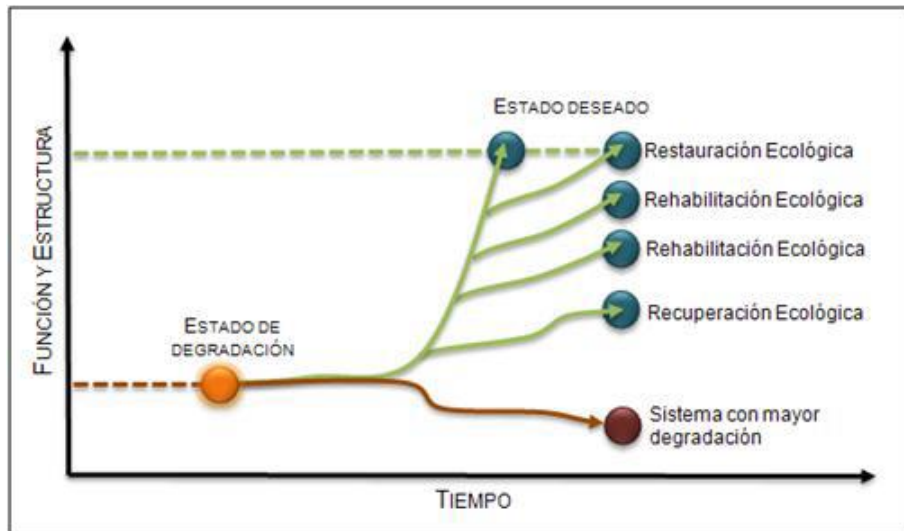 ESTADO DESEADO
Restauración Ecológica
Rehabilitación Ecológica
Rehabilitación Ecológica
Recuperación Ecológica
ESTADO DE
DEGRADACIÓN
Sistema con mayor
degradación
FUNCIÓN Y ESTRUCTURA
TIEMPO